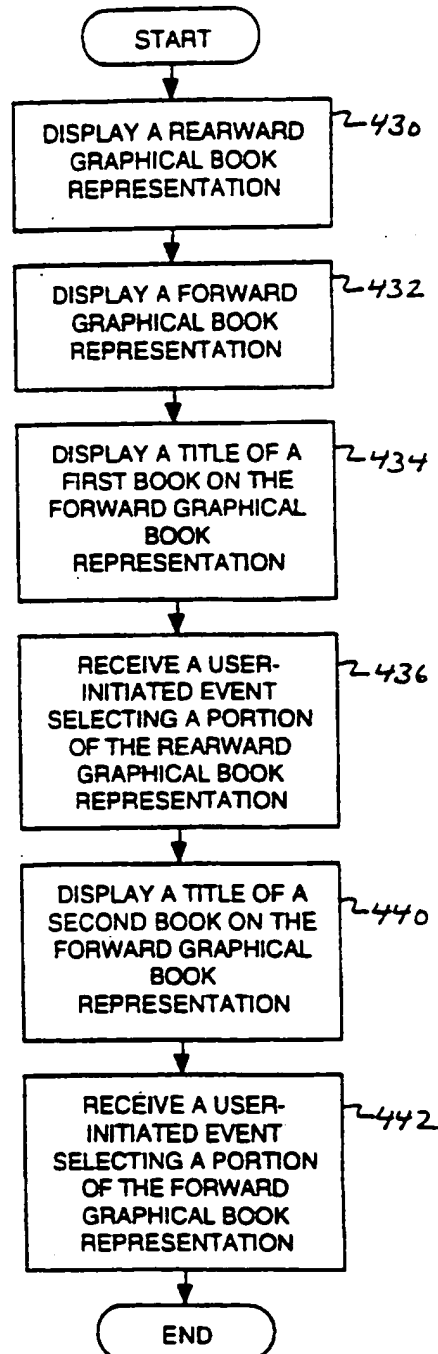 START
DISPLAY A REARWARD
GRAPHICAL BOOK
REPRESENTATION
430
DISPLAY A FORWARD
GRAPHICAL BOOK
REPRESENTATION
432
DISPLAY A TITLE OF A
FIRST BOOK ON THE
FORWARD GRAPHICAL
BOOK
REPRESENTATION
434
RECEIVE A USER-
INITIATED EVENT
SELECTING A PORTION
OF THE REARWARD
GRAPHICAL BOOK
REPRESENTATION
436
DISPLAY A TITLE OF A
SECOND BOOK ON THE
FORWARD GRAPHICAL
BOOK
REPRESENTATION
440
RECEIVE A USER-
INITIATED EVENT
SELECTING A PORTION
OF THE FORWARD
GRAPHICAL BOOK
REPRESENTATION
442
END